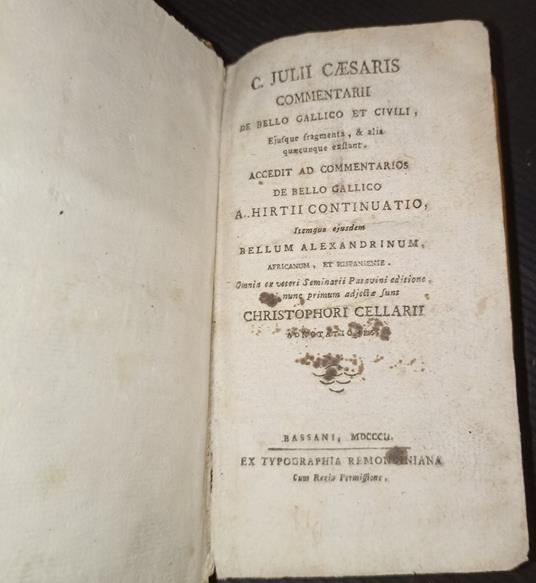 C. JULII CÆSARIS
COMMENTARII
DE BELLO GALLICO ET CIVILI,
Ejusque fragmenta, & alia
quæcunque exstant.
ACCEDIT AD COMMENTARIOS
DE BELLO GALLICO
A. HIRTII CONTINUATIO,
Itemque ejusdem
BELLUM ALEXANDRINUM,
AFRICANUM, ET HISPANIENSE.
Omnia ex veteri Seminarii Patavini editione,
nunc primum adjectæ sunt
CHRISTOPHORI CELLARII
BASSANI, MDCCCII.
EX TYPOGRAPHIA REMONDINIANA
Cum Regia Permissione.